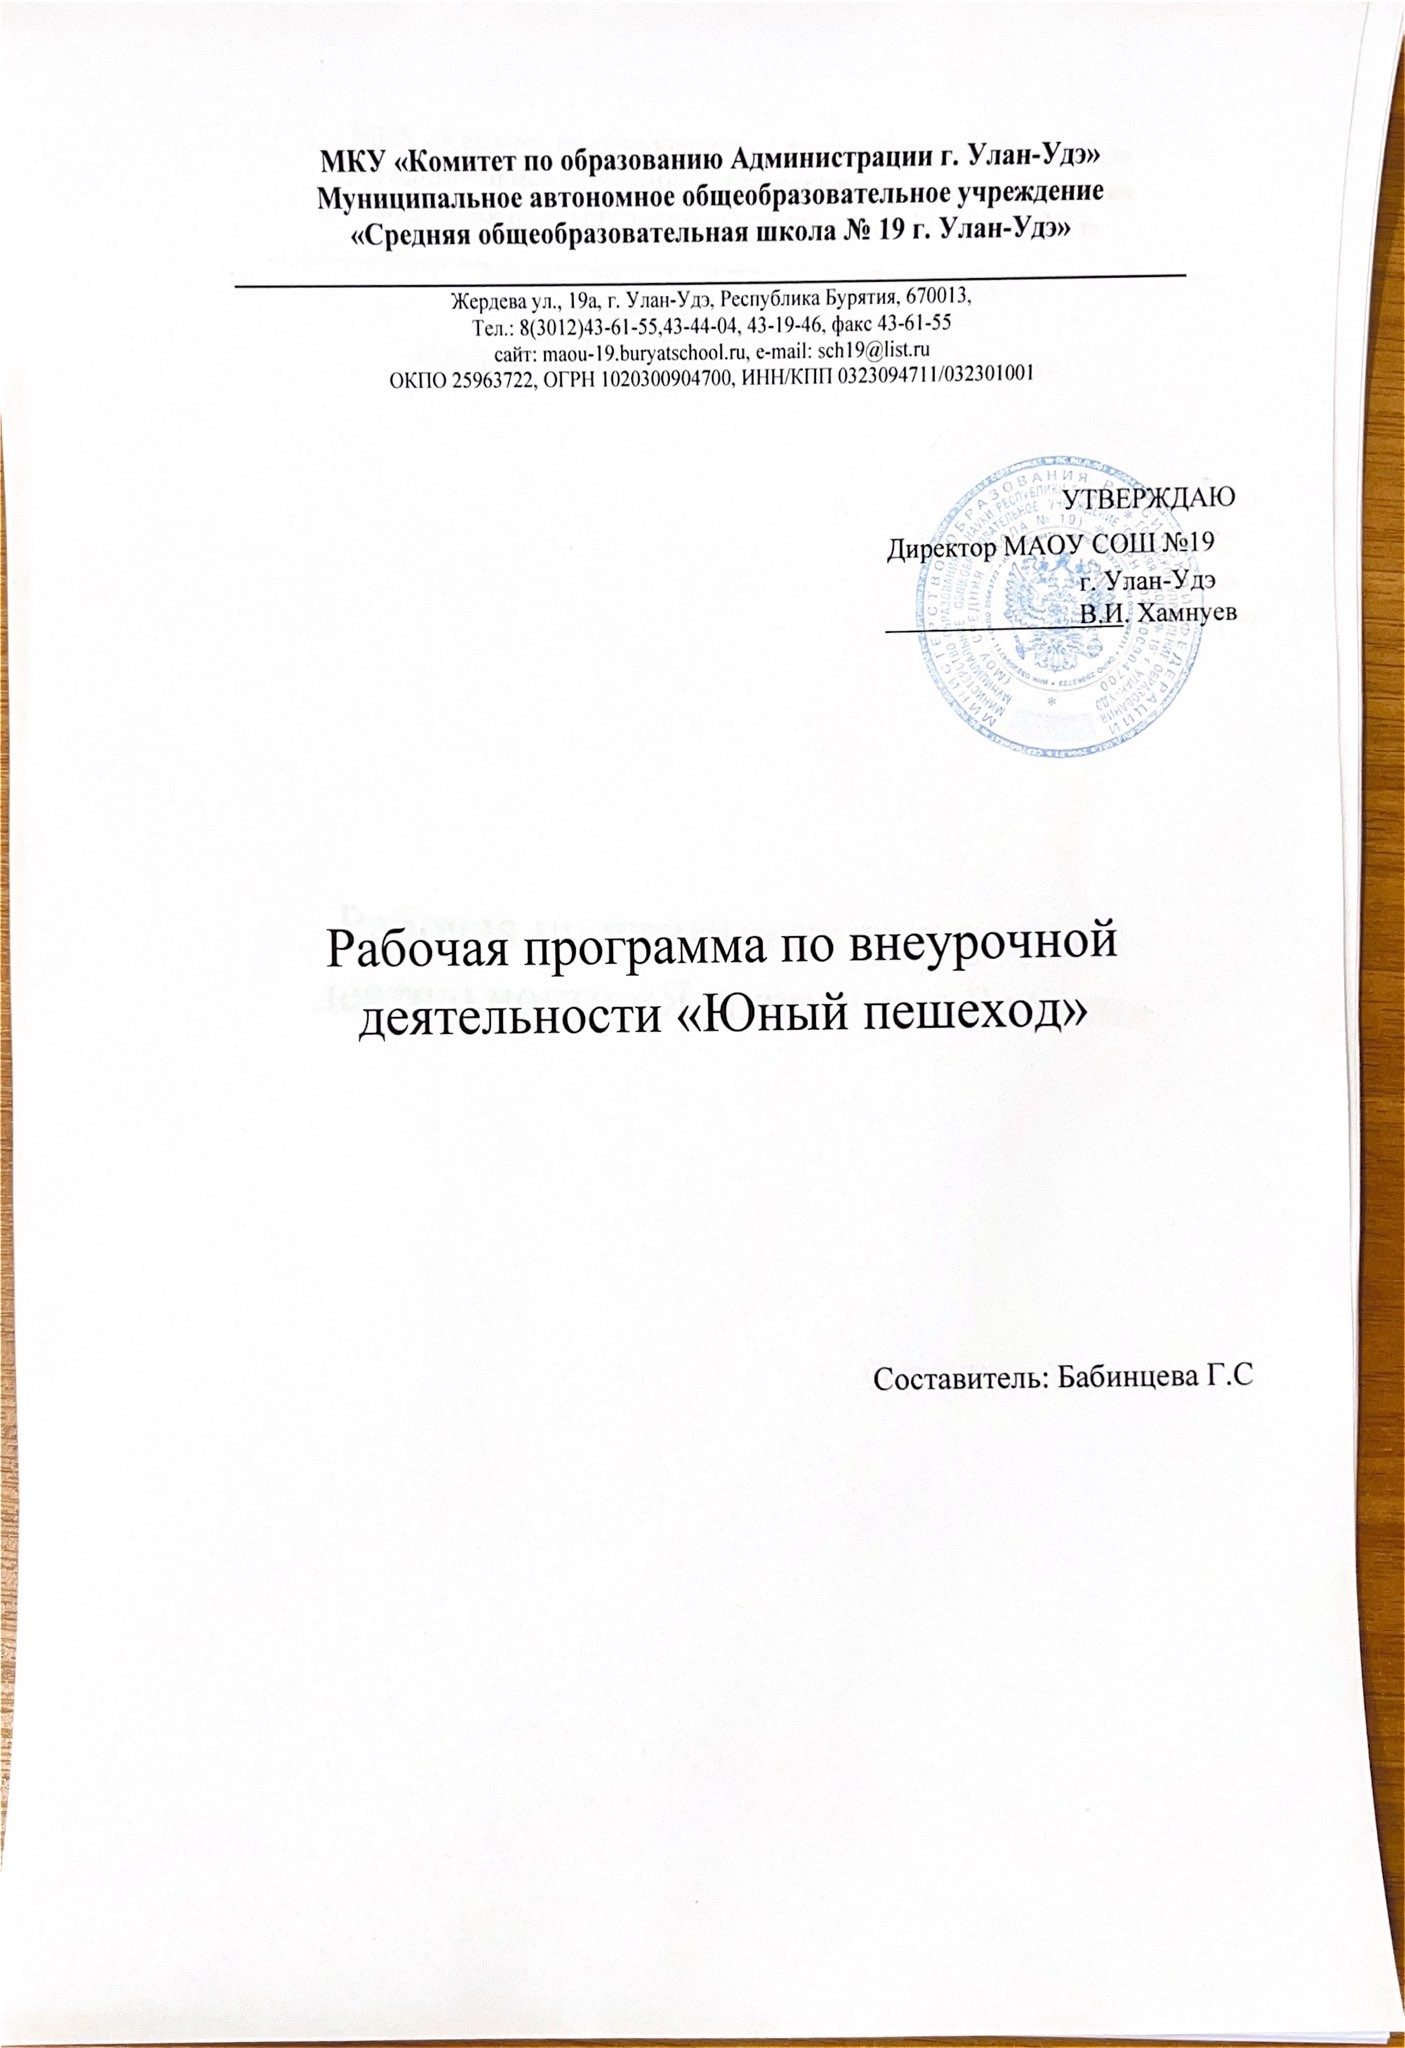 МКУ «Комитет по образованию Администрации г. Улан-Удэ»
Муниципальное автономное общеобразовательное учреждение
«Средняя общеобразовательная школа № 19 г. Улан-Удэ»
Жердева ул., 19а, г. Улан-Удэ, Республика Бурятия, 670013,
Тел.: 8(3012)43-61-55,43-44-04, 43-19-46, факс 43-61-55
сайт: maou-19.buryatschool.ru, e-mail: sch19@list.ru
ОКПО 25963722, ОГРН 1020300904700, ИНН/КПП 0323094711/032301001
УТВЕРЖДАЮ
Директор МАОУ СОШ №19
г. Улан-Удэ
В.И. Хамнуев
Рабочая программа по внеурочной
деятельности «Юный пешеход»
Составитель: Бабинцева Г.С